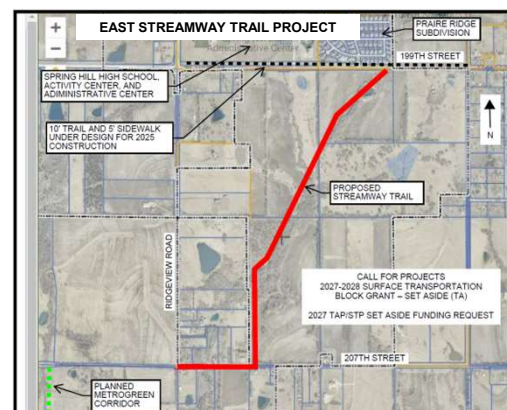 EAST STREAMWAY TRAIL PROJECT
PRAIRE RIDGE
SUBDIVISION
Administrative Center
199TH STREET
SPRING HILL HIGH SCHOOL,
ACTIVITY CENTER, AND
ADIMINISTRATIVE CENTER
10' TRAIL AND 5' SIDEWALK
UNDER DESIGN FOR 2025
CONSTRUCTION
N
PROPOSED
STREAMWAY TRAIL
RIDGEVIEW ROAD
CALL FOR PROJECTS
2027-2028 SURFACE TRANSPORTATION
BLOCK GRANT – SET ASIDE (TA)
2027 TAP/STP SET ASIDE FUNDING REQUEST
207TH STREET
PLANNED
METROGREEN
CORRIDOR